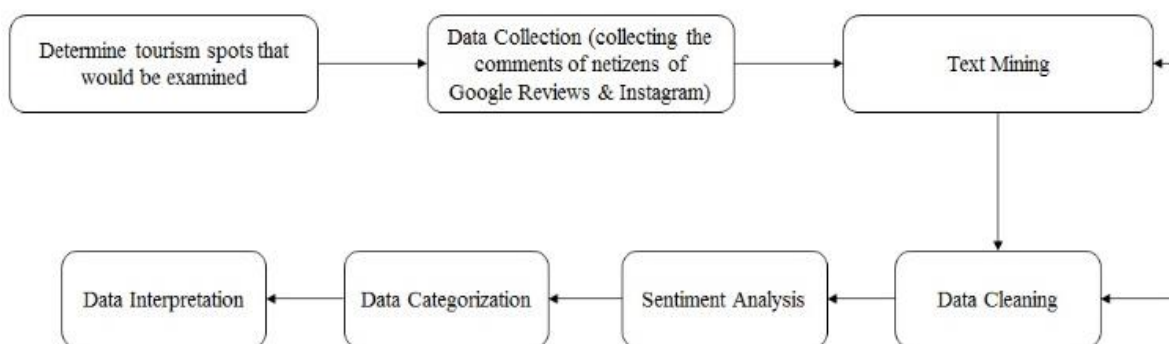 Determine tourism spots that
would be examined
Data Collection (collecting the
comments of netizens of
Google Reviews & Instagram)
Text Mining
Data Interpretation
Data Categorization
Sentiment Analysis
Data Cleaning